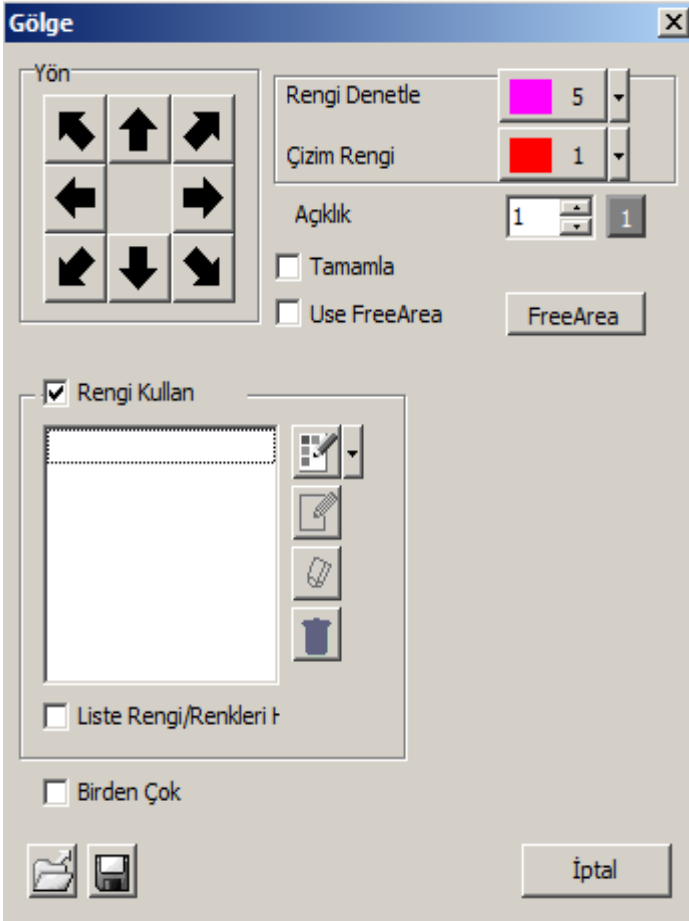 Gölge
Yön
Rengi Denetle 5
Çizim Rengi 1
Açıklık 1 1
Tamamla
Use FreeArea FreeArea
Rengi Kullan
Liste Rengi/Renkleri H
Birden Çok
İptal